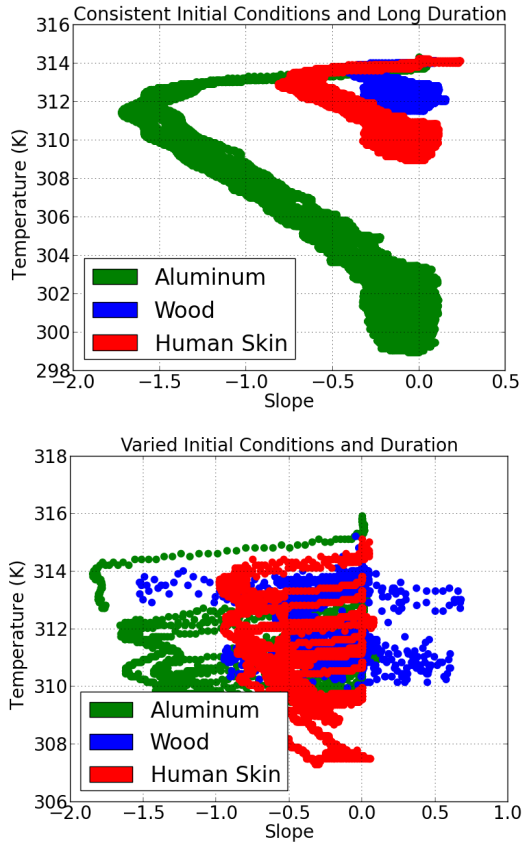 Consistent Initial Conditions and Long Duration
316
314
312
310
308
306
304
302
300
298
Temperature (K)
Aluminum
Wood
Human Skin
−2.0 −1.5 −1.0 −0.5 0.0 0.5
Slope
Varied Initial Conditions and Duration
318
316
314
312
310
308
306
Temperature (K)
Aluminum
Wood
Human Skin
−2.0 −1.5 −1.0 −0.5 0.0 0.5 1.0
Slope